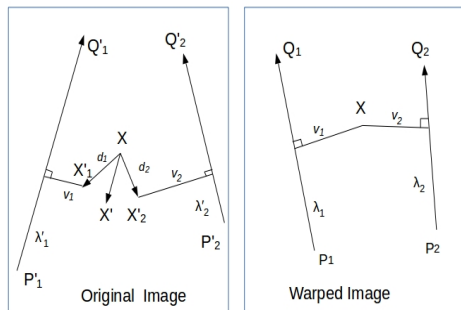 Q'₁
Q'₂
X
d₁
d₂
X'₁
v₁
v₂
X'
X'₂
λ'₁
λ'₂
P'₁
P'₂
Original Image
Q₁
Q₂
X
v₁
v₂
λ₁
λ₂
P1
P2
Warped Image